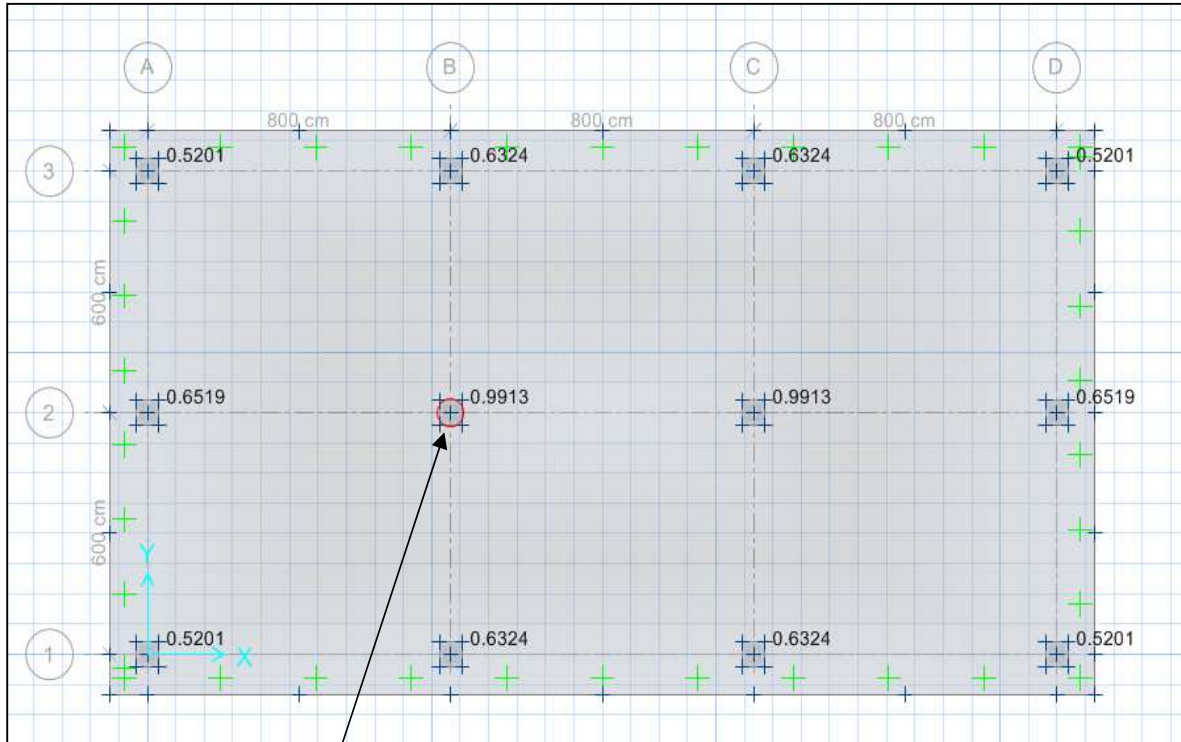 A B C D
800 cm 800 cm 800 cm
3 0.5201 0.6324 0.6324 0.5201
600 cm
2 0.6519 0.9913 0.9913 0.6519
600 cm
Y
1 0.5201 X 0.6324 0.6324 0.5201